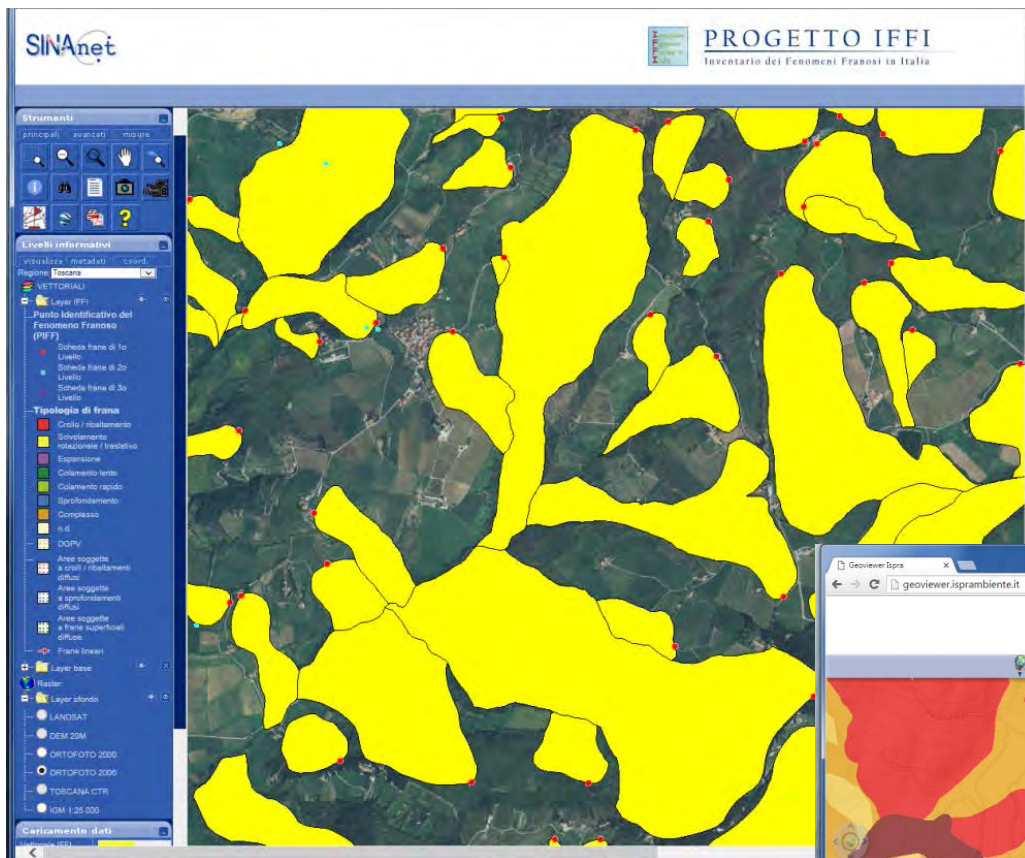 SINAnet
PROGETTO IFFI
Inventario dei Fenomeni Franosi in Italia
Strumenti
principali avanzati misure
Livelli informativi
visualizza metadati coord.
Regione Toscana
VETTORIALI
Layer IFFI
Punto Identificativo del
Fenomeno Franoso
(PIFF)
Scheda frane di 1o
Livello
Scheda frane di 2o
Livello
Scheda frane di 3o
Livello
Tipologia di frana
Crollo / ribaltamento
Scivolamento
rotazionale / traslativo
Espansione
Colamento lento
Colamento rapido
Sprofondamento
Complesso
n.d.
DGPV
Aree soggette
a crolli / ribaltamenti
diffusi
Aree soggette
a sprofondamenti
diffusi
Aree soggette
a frane superficiali
diffuse
Frane lineari
Layer base
Raster
Layer sfondo
LANDSAT
DEM 20M
ORTOFOTO 2000
ORTOFOTO 2006
TOSCANA CTR
IGM 1:25.000
Caricamento dati
Geoviewer Ispra
geoviewer.isprambiente.it